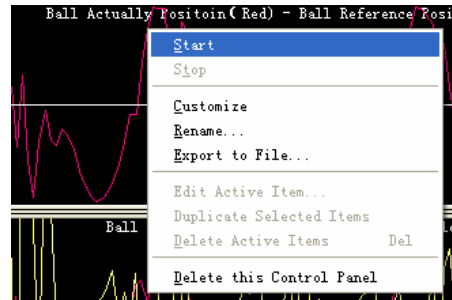 Ball Actually Positoin(Red) - Ball Reference Posi
Start
Stop
Customize
Rename...
Export to File...
Edit Active Item...
Duplicate Selected Items
Ball
Delete Active Items Del
Delete this Control Panel